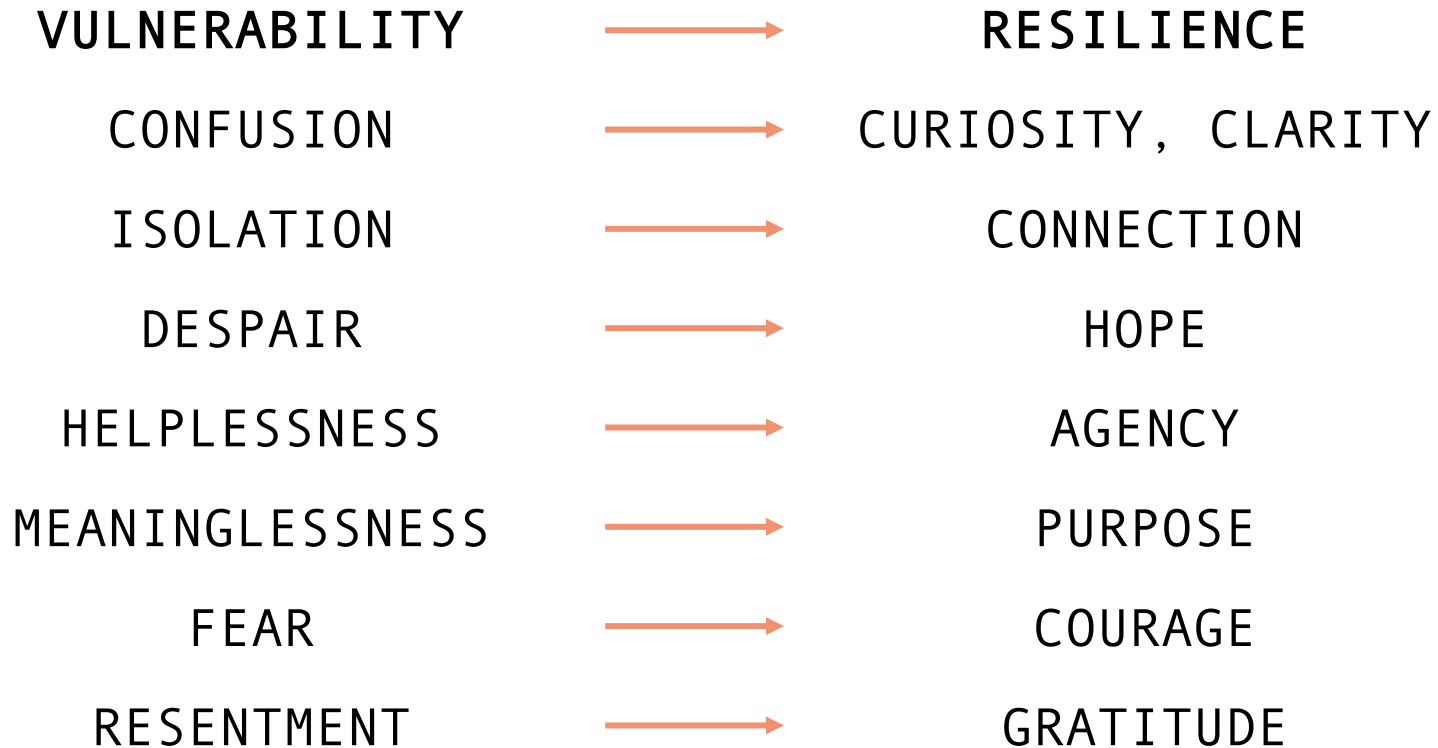 VULNERABILITY RESILIENCE
CONFUSION CURIOSITY, CLARITY
ISOLATION CONNECTION
DESPAIR HOPE
HELPLESSNESS AGENCY
MEANINGLESSNESS PURPOSE
FEAR COURAGE
RESENTMENT GRATITUDE